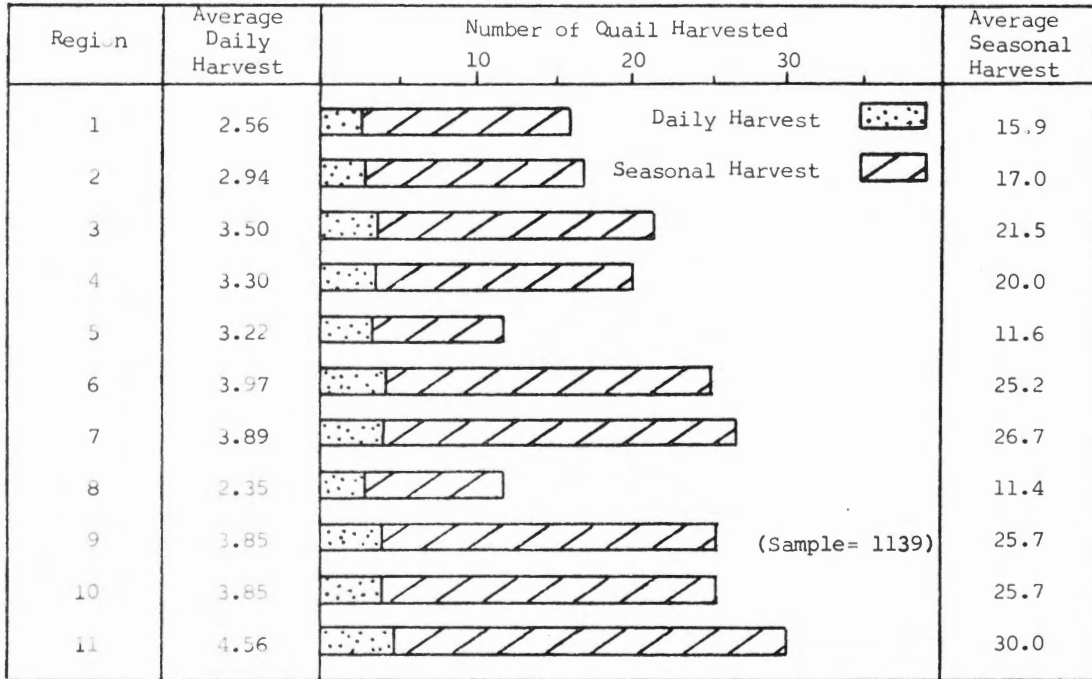 Region Average Daily Harvest Number of Quail Harvested Average Seasonal Harvest
10 20 30
1 2.56 Daily Harvest 15.9
2 2.94 Seasonal Harvest 17.0
3 3.50 21.5
4 3.30 20.0
5 3.22 11.6
6 3.97 25.2
7 3.89 26.7
8 2.35 11.4
9 3.85 (Sample= 1139) 25.7
10 3.85 25.7
11 4.56 30.0